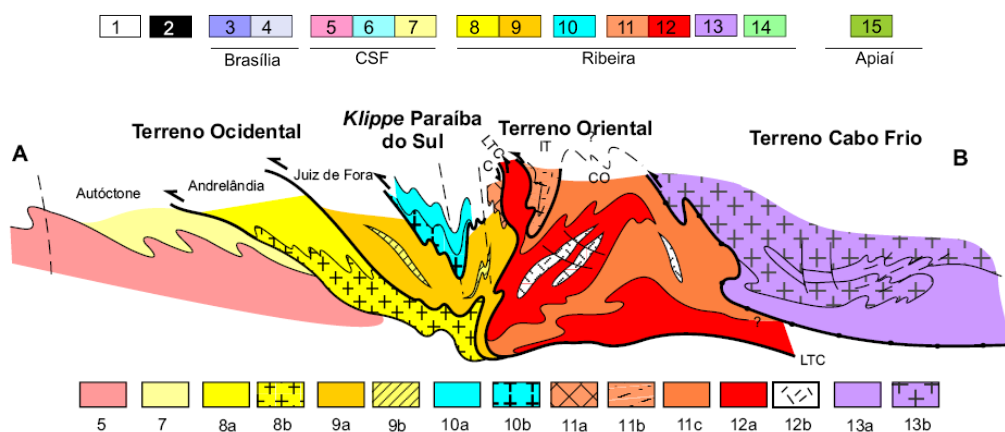 1 2 3 4 5 6 7 8 9 10 11 12 13 14 15
Brasília CSF Ribeira Apiaí
Klippe Paraíba
do Sul
Terreno Ocidental
Terreno Oriental
Terreno Cabo Frio
A
B
LTC
C
IT
?
CO
Juiz de Fora
Andrelândia
Autóctone
?
LTC
5 7 8a 8b 9a 9b 10a 10b 11a 11b 11c 12a 12b 13a 13b